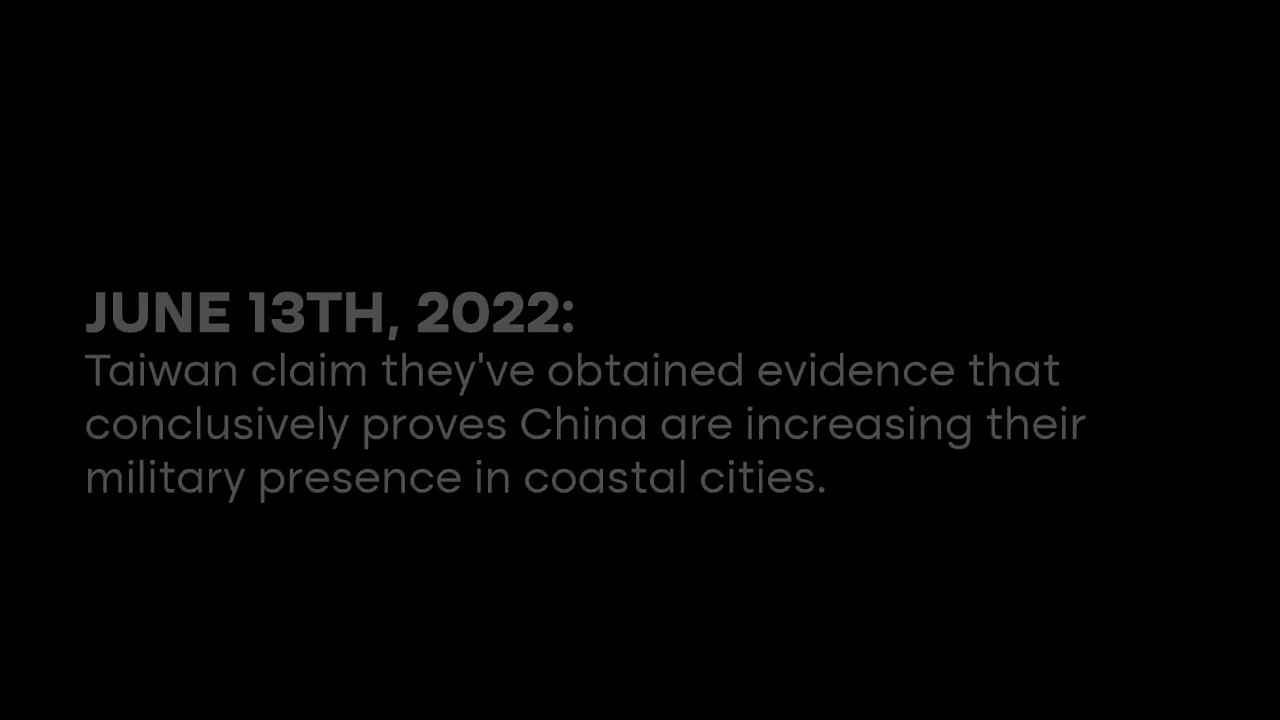 JUNE 13TH, 2022:
Taiwan claim they've obtained evidence that
conclusively proves China are increasing their
military presence in coastal cities.